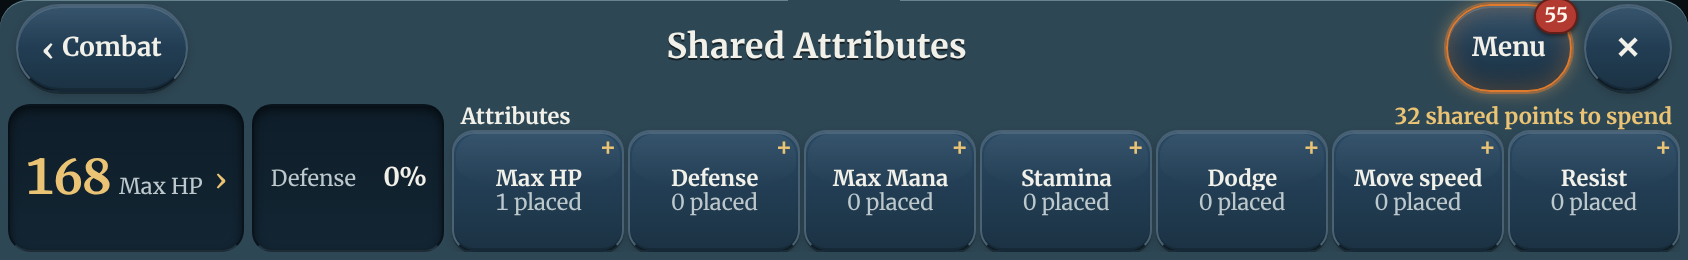 ‹ Combat
Shared Attributes
Menu
55
×
168 Max HP ›
Defense 0%
Attributes
32 shared points to spend
+
Max HP
1 placed
+
Defense
0 placed
+
Max Mana
0 placed
+
Stamina
0 placed
+
Dodge
0 placed
+
Move speed
0 placed
+
Resist
0 placed